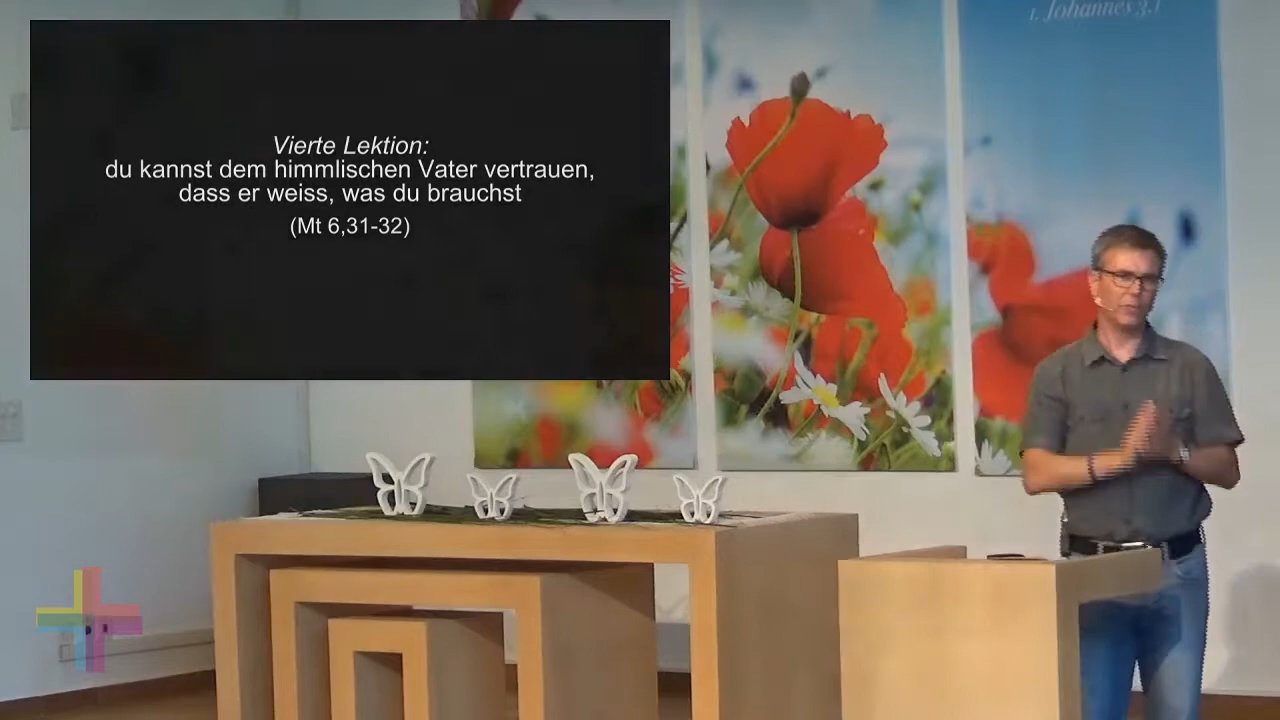 1. Johannes 3,1
Vierte Lektion:
du kannst dem himmlischen Vater vertrauen,
dass er weiss, was du brauchst
(Mt 6,31-32)